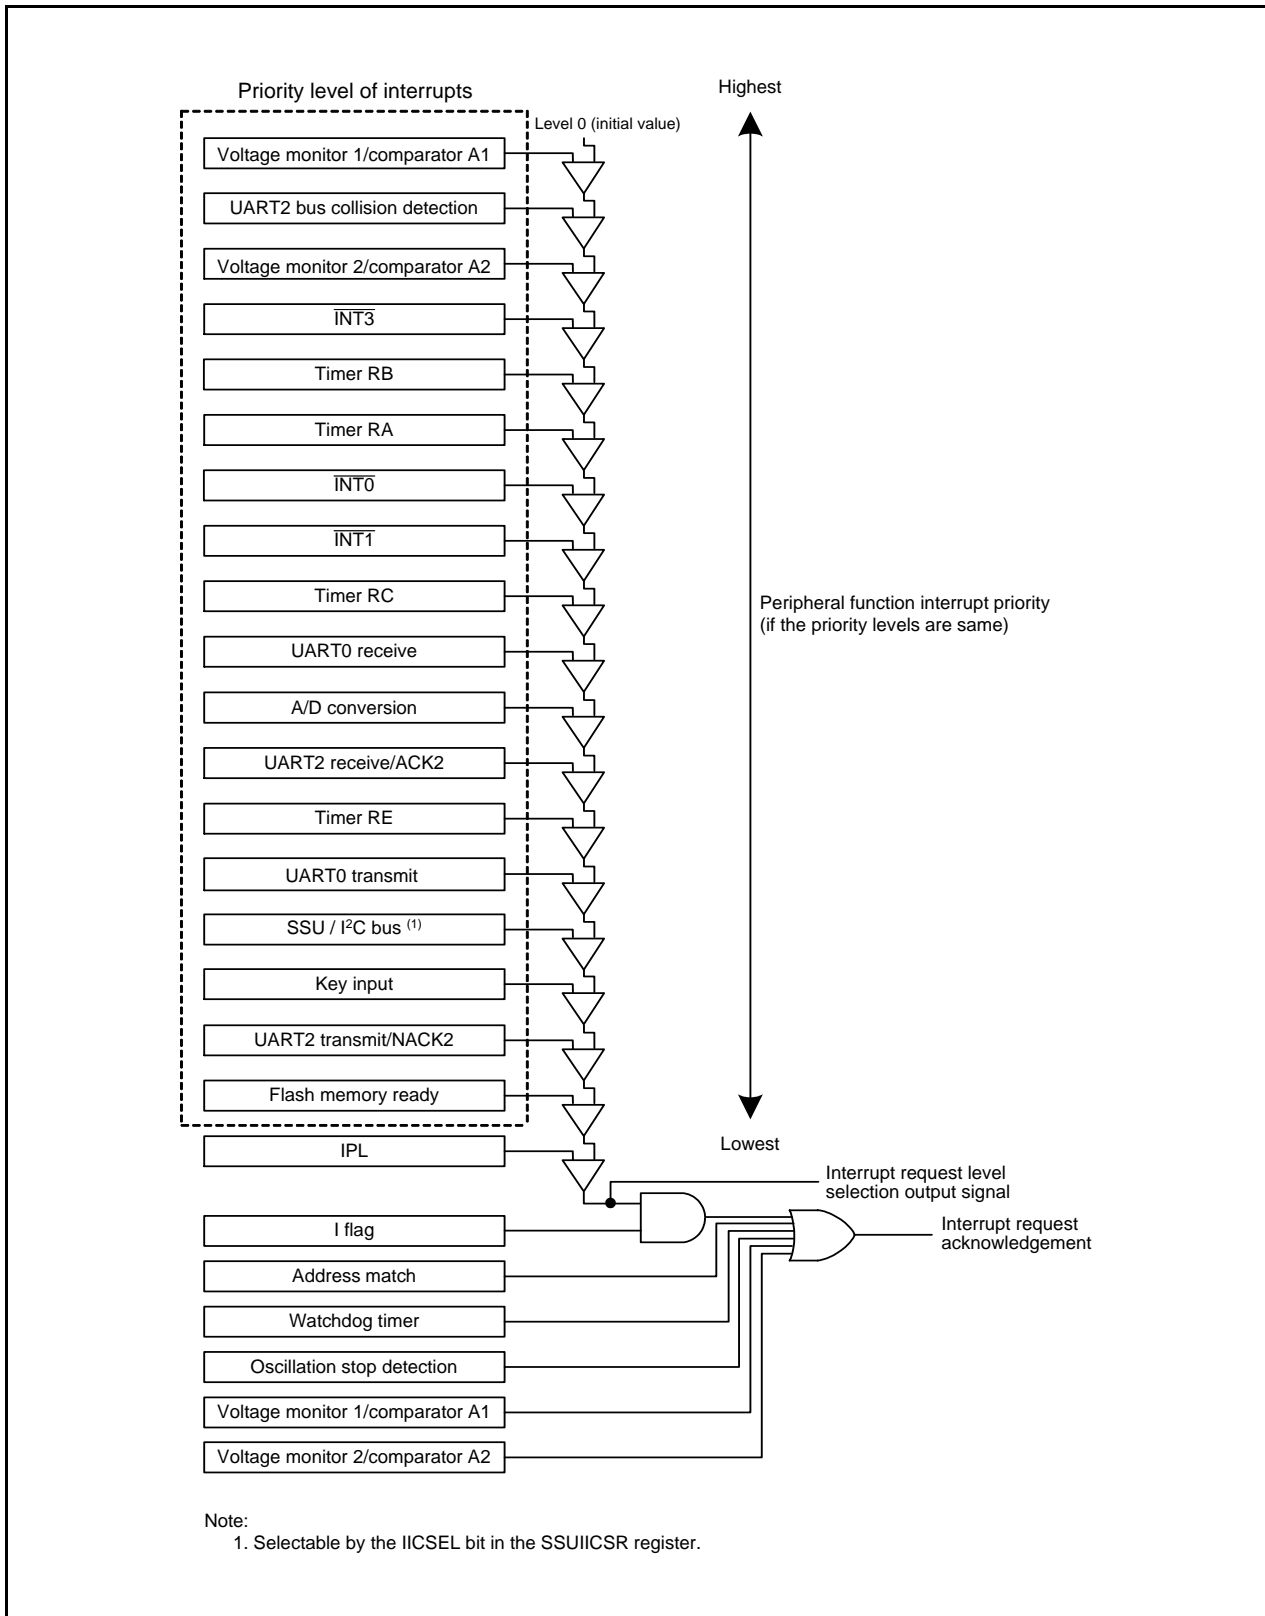 Priority level of interrupts
Highest
Level 0 (initial value)
Voltage monitor 1/comparator A1
UART2 bus collision detection
Voltage monitor 2/comparator A2
INT3
Timer RB
Timer RA
INT0
INT1
Timer RC
Peripheral function interrupt priority
(if the priority levels are same)
UART0 receive
A/D conversion
UART2 receive/ACK2
Timer RE
UART0 transmit
SSU / I²C bus (1)
Key input
UART2 transmit/NACK2
Flash memory ready
Lowest
IPL
Interrupt request level
selection output signal
I flag
Interrupt request
acknowledgement
Address match
Watchdog timer
Oscillation stop detection
Voltage monitor 1/comparator A1
Voltage monitor 2/comparator A2
Note:
1. Selectable by the IICSEL bit in the SSUIICSR register.